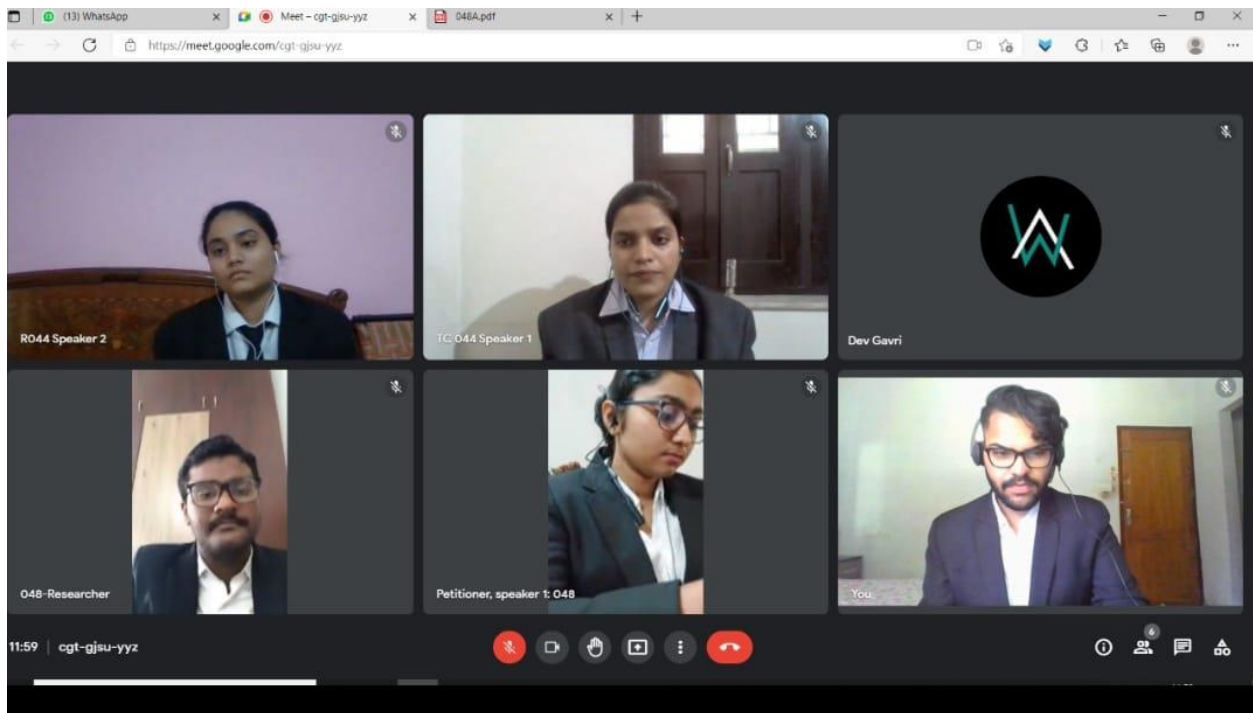 (13) WhatsApp
Meet – cgt-gjsu-yyz
048A.pdf
https://meet.google.com/cgt-gjsu-yyz
R044 Speaker 2
TC 044 Speaker 1
Dev Gavri
048-Researcher
Petitioner, speaker 1: 048
You
11:59 | cgt-gjsu-yyz
6